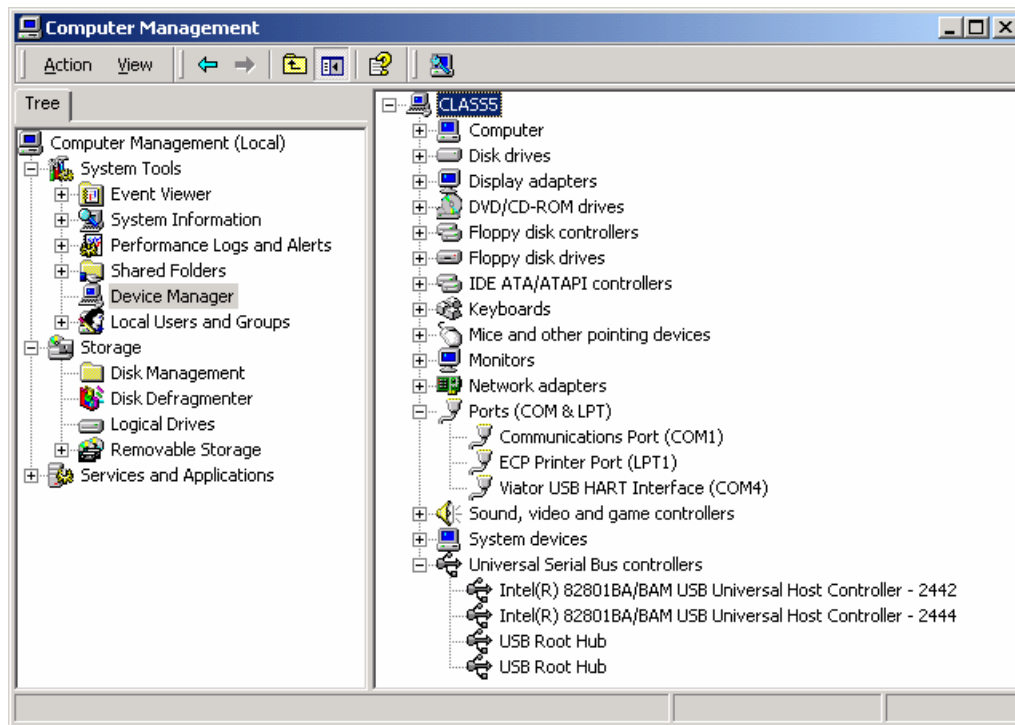 Computer Management
Action View
Tree
Computer Management (Local)
System Tools
Event Viewer
System Information
Performance Logs and Alerts
Shared Folders
Device Manager
Local Users and Groups
Storage
Disk Management
Disk Defragmenter
Logical Drives
Removable Storage
Services and Applications
CLASS5
Computer
Disk drives
Display adapters
DVD/CD-ROM drives
Floppy disk controllers
Floppy disk drives
IDE ATA/ATAPI controllers
Keyboards
Mice and other pointing devices
Monitors
Network adapters
Ports (COM & LPT)
Communications Port (COM1)
ECP Printer Port (LPT1)
Viator USB HART Interface (COM4)
Sound, video and game controllers
System devices
Universal Serial Bus controllers
Intel(R) 82801BA/BAM USB Universal Host Controller - 2442
Intel(R) 82801BA/BAM USB Universal Host Controller - 2444
USB Root Hub
USB Root Hub